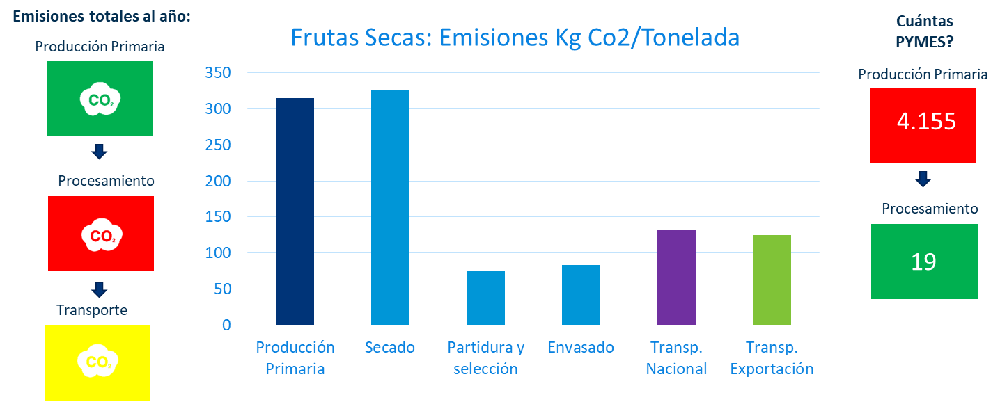 Emisiones totales al año:
Producción Primaria
CO2
Procesamiento
CO2
Transporte
CO2
Frutas Secas: Emisiones Kg Co2/Tonelada
350
300
250
200
150
100
50
0
Producción
Primaria
Secado
Partidura y
selección
Envasado
Transp.
Nacional
Transp.
Exportación
Cuántas
PYMES?
Producción Primaria
4.155
Procesamiento
19